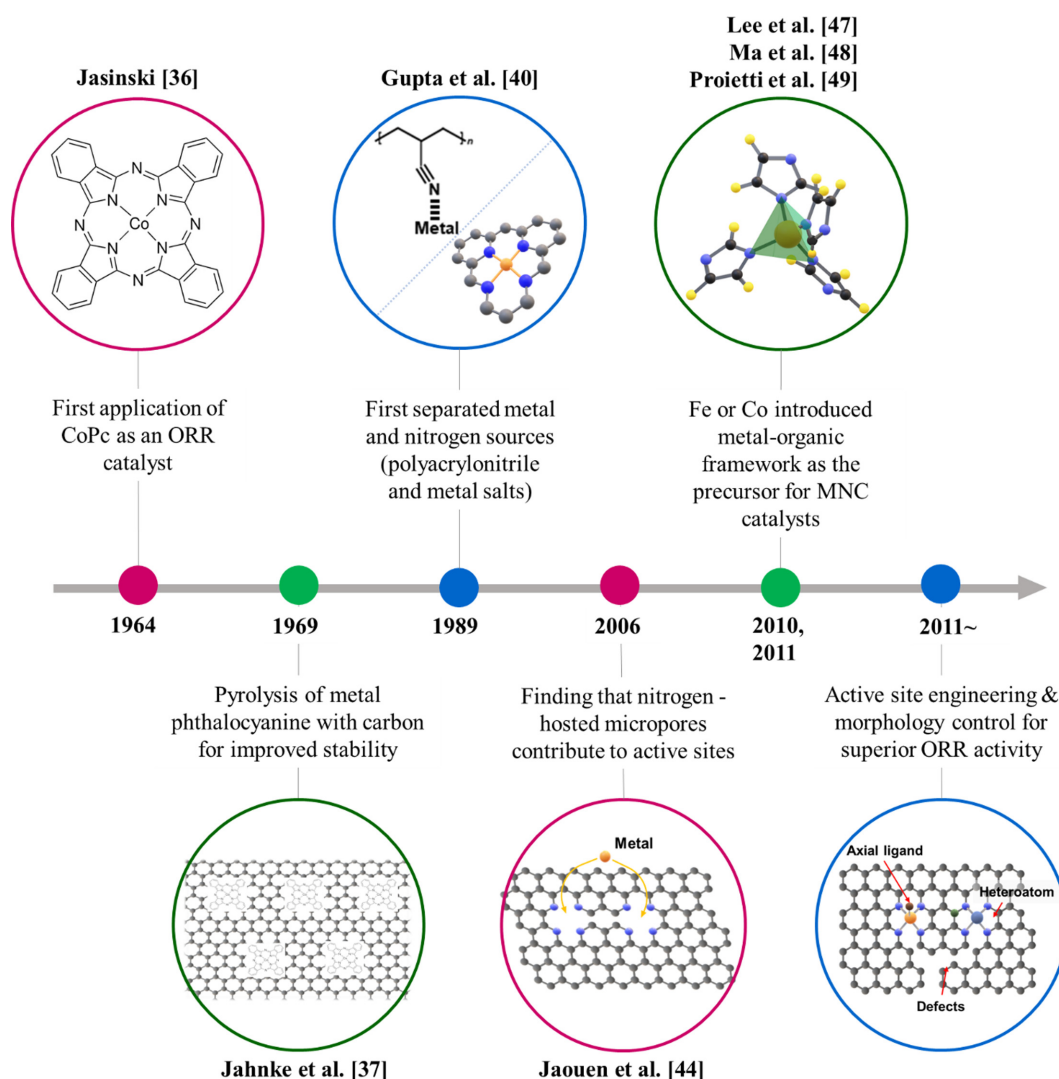 Lee et al. [47]
Ma et al. [48]
Proietti et al. [49]
Jasinski [36]
Gupta et al. [40]
N
N
N
N
N
N
N
N
Co
n
N
Metal
First application of
CoPc as an ORR
catalyst
First separated metal
and nitrogen sources
(polyacrylonitrile
and metal salts)
Fe or Co introduced
metal-organic
framework as the
precursor for MNC
catalysts
1964
1969
1989
2006
2010,
2011
2011~
Pyrolysis of metal
phthalocyanine with carbon
for improved stability
Finding that nitrogen -
hosted micropores
contribute to active sites
Active site engineering &
morphology control for
superior ORR activity
Metal
Axial ligand
Heteroatom
Defects
Jahnke et al. [37]
Jaouen et al. [44]